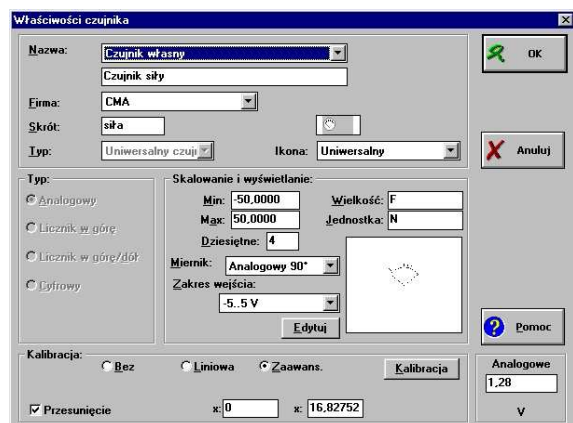 Właściwości czujnika
Nazwa: Czujnik własny
Czujnik siły
Firma: CMA
Skrót: siła
Typ: Uniwersalny czuj Ikona: Uniwersalny
OK
Anuluj
Typ:
Analogowy
Licznik w górę
Licznik w górę/dół
Cyfrowy
Skalowanie i wyświetlanie:
Min: -50,0000 Wielkość: F
Max: 50,0000 Jednostka: N
Dziesiętne: 4
Miernik: Analogowy 90°
Zakres wejścia:
-5..5 V
Edytuj
Pomoc
Kalibracja:
Bez Liniowa Zaawans. Kalibracja
Przesunięcie x: 0 x: 16,82752
Analogowe
1,28
V